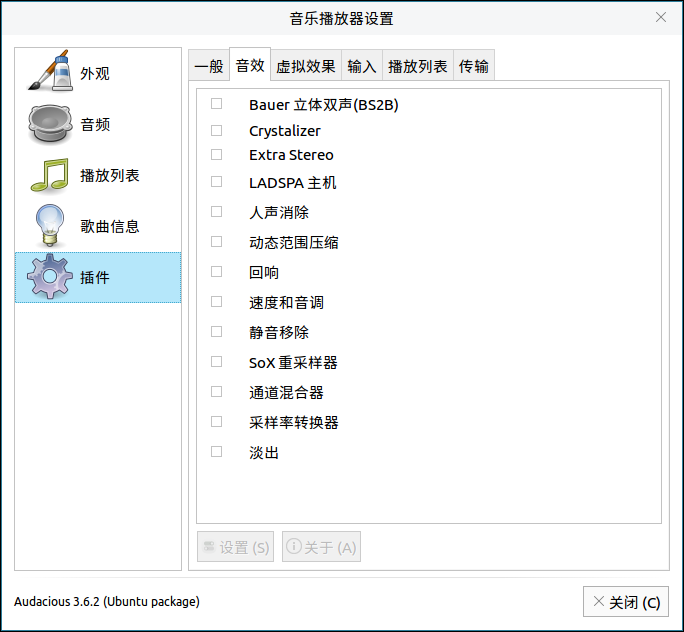 音乐播放器设置
外观
音频
播放列表
歌曲信息
插件
一般 音效 虚拟效果 输入 播放列表 传输
Bauer 立体双声(BS2B)
Crystalizer
Extra Stereo
LADSPA 主机
人声消除
动态范围压缩
回响
速度和音调
静音移除
SoX 重采样器
通道混合器
采样率转换器
淡出
设置 (S) 关于 (A)
Audacious 3.6.2 (Ubuntu package)
关闭 (C)